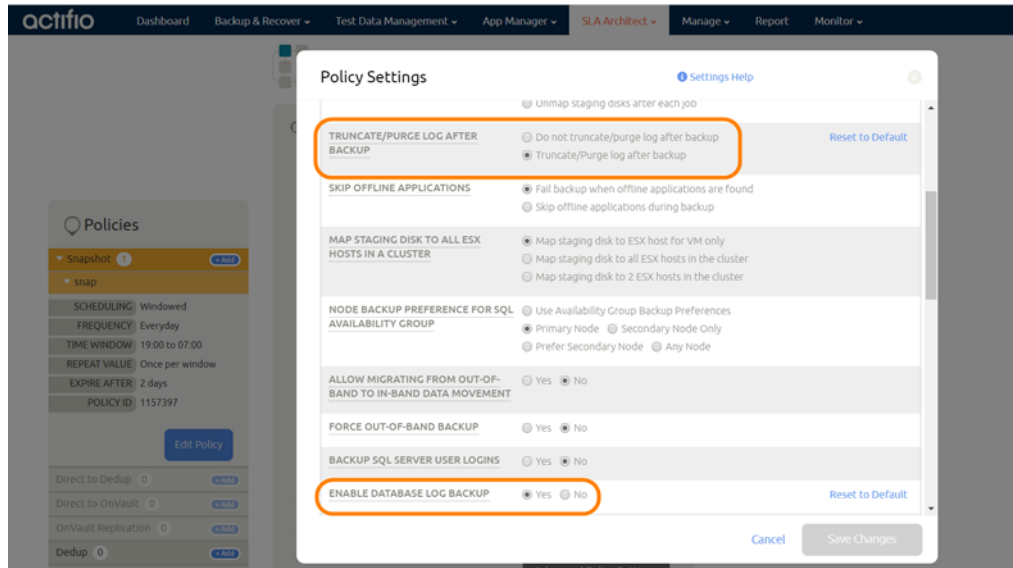 actifio
Dashboard Backup & Recover Test Data Management App Manager SLA Architect Manage Report Monitor
Policy Settings
Settings Help
Unmap staging disks after each job
TRUNCATE/PURGE LOG AFTER
BACKUP
Do not truncate/purge log after backup
Truncate/Purge log after backup
Reset to Default
SKIP OFFLINE APPLICATIONS
Fail backup when offline applications are found
Skip offline applications during backup
MAP STAGING DISK TO ALL ESX
HOSTS IN A CLUSTER
Map staging disk to ESX host for VM only
Map staging disk to all ESX hosts in the cluster
Map staging disk to 2 ESX hosts in the cluster
NODE BACKUP PREFERENCE FOR SQL
AVAILABILITY GROUP
Use Availability Group Backup Preferences
Primary Node Secondary Node Only
Prefer Secondary Node Any Node
ALLOW MIGRATING FROM OUT-OF-
BAND TO IN-BAND DATA MOVEMENT
Yes No
FORCE OUT-OF-BAND BACKUP
Yes No
BACKUP SQL SERVER USER LOGINS
Yes No
ENABLE DATABASE LOG BACKUP
Yes No
Reset to Default
Cancel
Save Changes
Policies
Snapshot 1 +Add
snap
SCHEDULING Windowed
FREQUENCY Everyday
TIME WINDOW 19:00 to 07:00
REPEAT VALUE Once per window
EXPIRE AFTER 2 days
POLICY ID 1157397
Edit Policy
Direct to Dedup 0 +Add
Direct to OnVault 0 +Add
OnVault Replication 0 +Add
Dedup 0 +Add